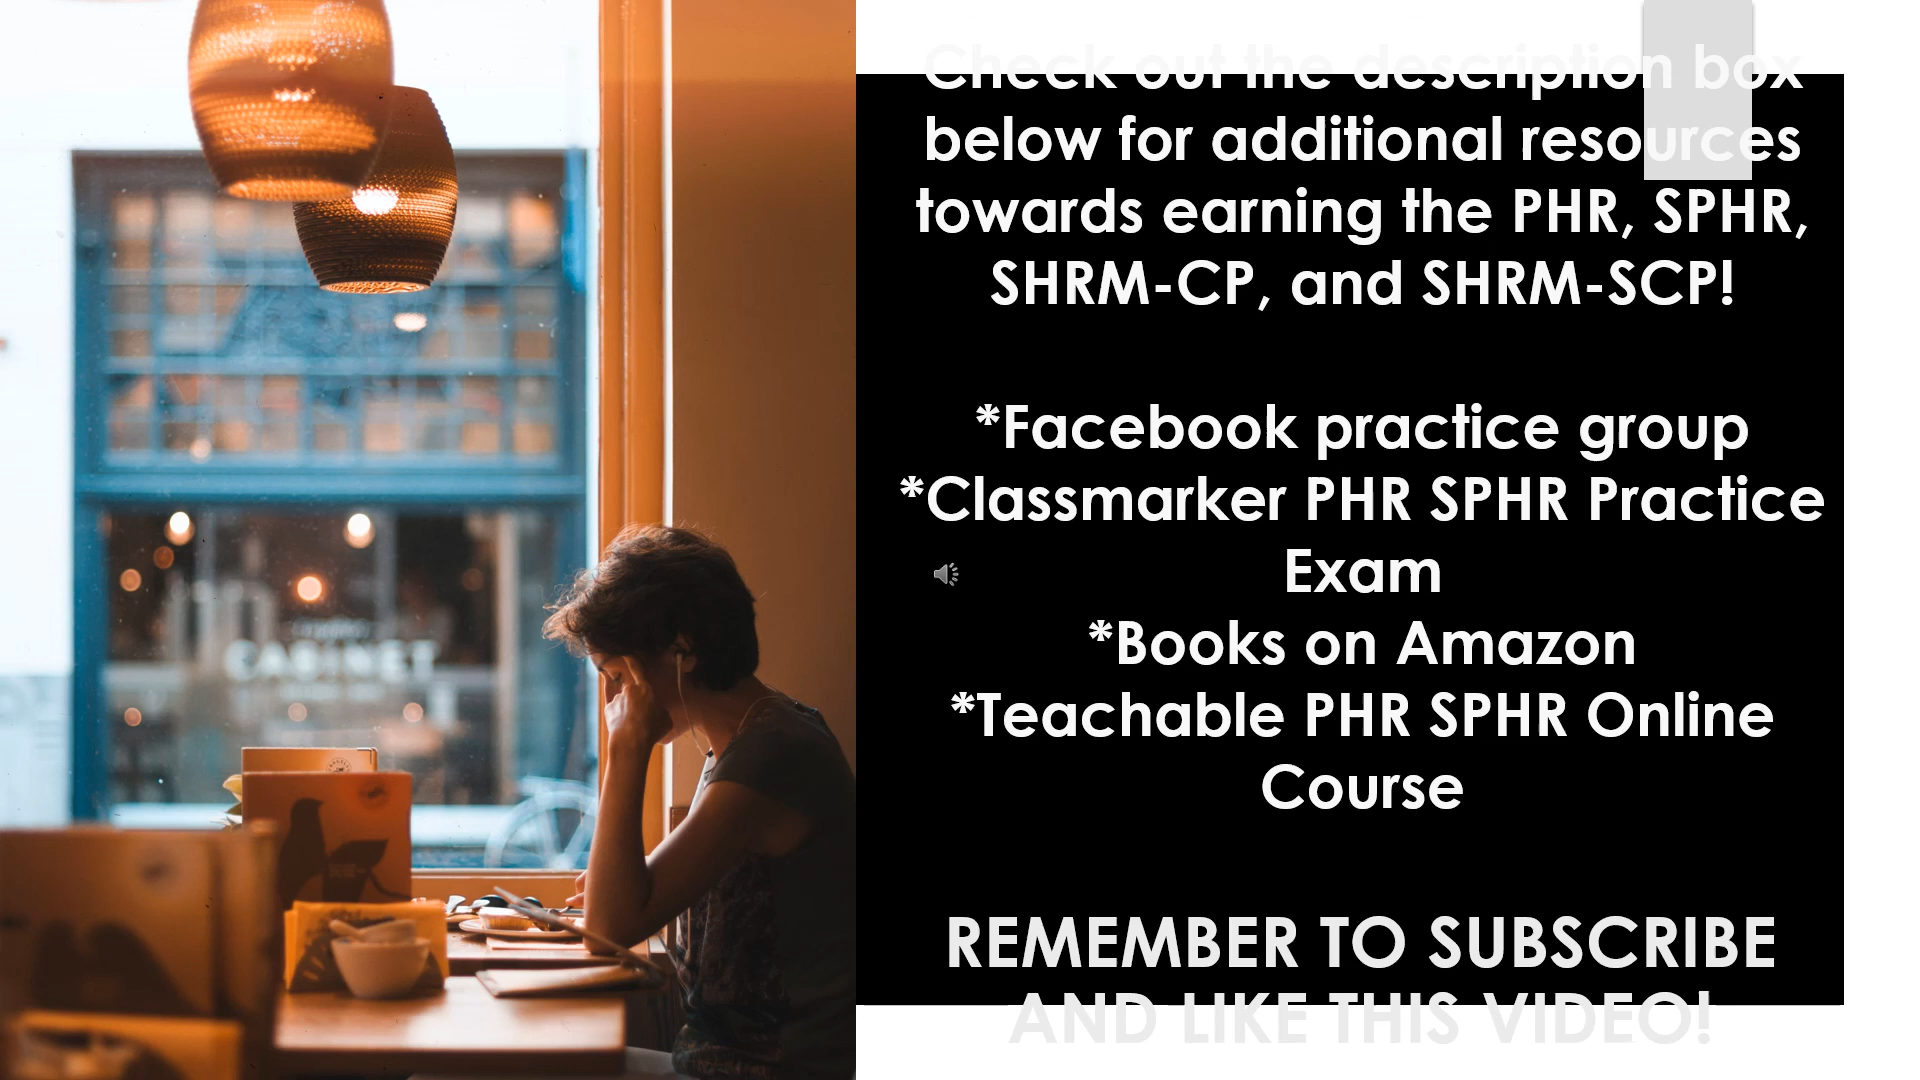 Check out the description box
below for additional resources
towards earning the PHR, SPHR,
SHRM-CP, and SHRM-SCP!
*Facebook practice group
*Classmarker PHR SPHR Practice
Exam
*Books on Amazon
*Teachable PHR SPHR Online
Course
REMEMBER TO SUBSCRIBE
AND LIKE THIS VIDEO!
CABINET